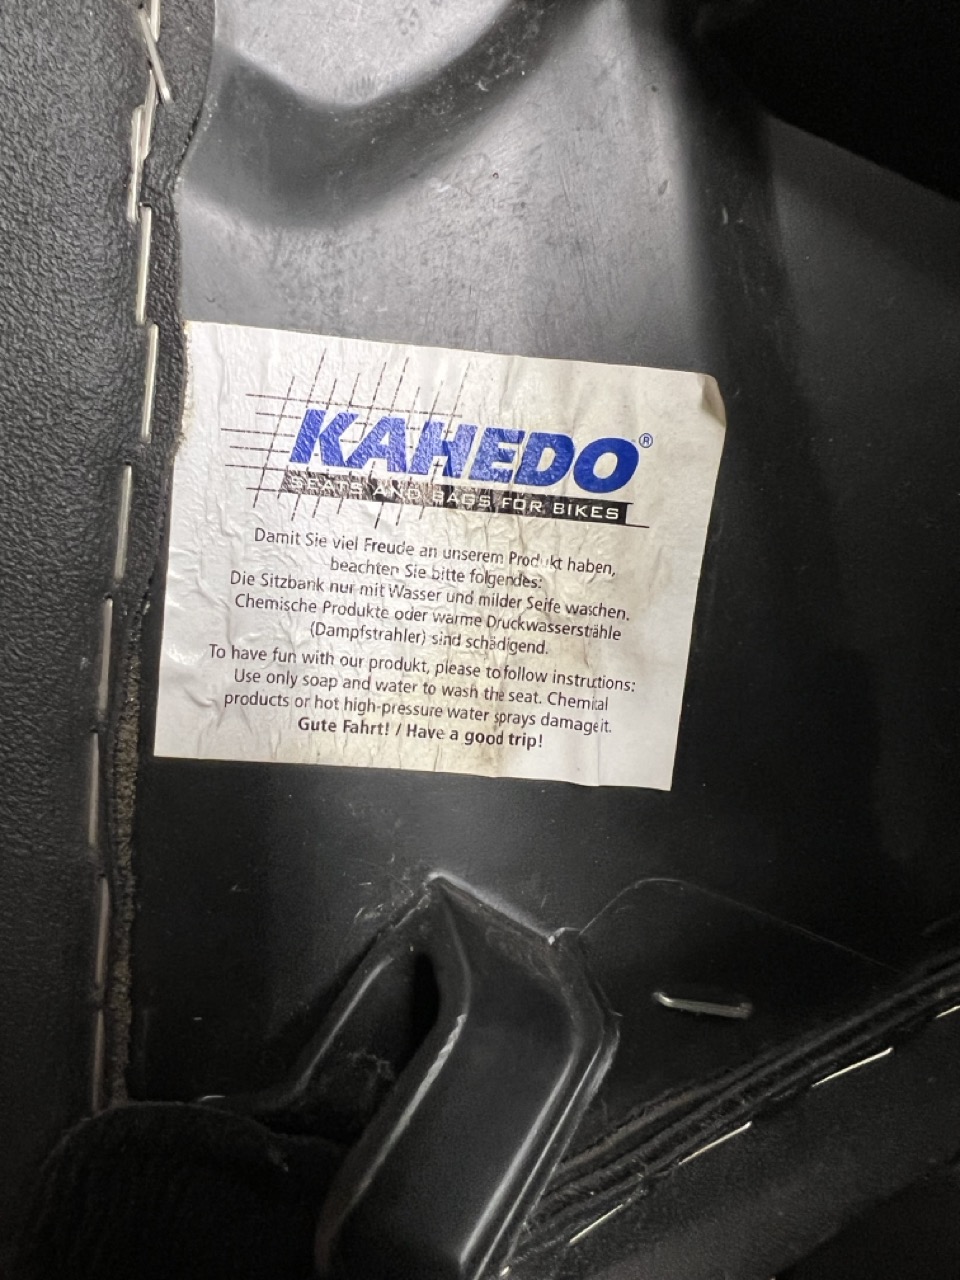 KAHEDO®
SEATS AND BAGS FOR BIKES
Damit Sie viel Freude an unserem Produkt haben,
beachten Sie bitte folgendes:
Die Sitzbank nur mit Wasser und milder Seife waschen.
Chemische Produkte oder warme Druckwasserstähle
(Dampfstrahler) sind schädigend.
To have fun with our produkt, please to follow instructions:
Use only soap and water to wash the seat. Chemical
products or hot high-pressure water sprays damage it.
Gute Fahrt! / Have a good trip!